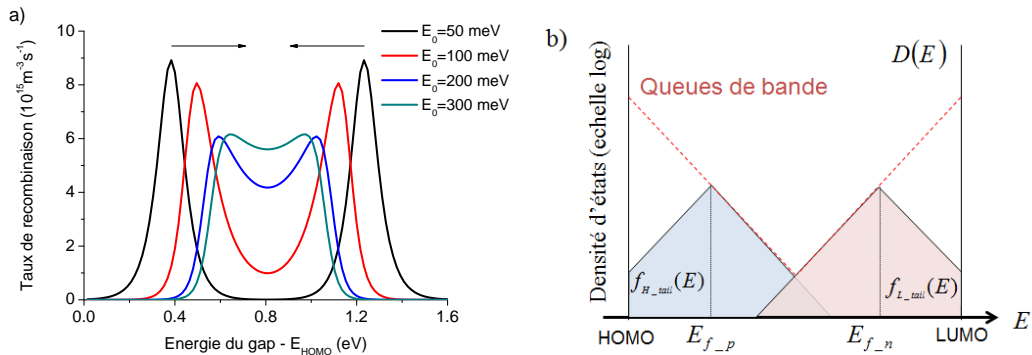 a)
Taux de recombinaison (10¹⁵m⁻³s⁻¹)
10
8
6
4
2
0
0.0 0.4 0.8 1.2 1.6
Energie du gap - E_HOMO (eV)
E₀=50 meV
E₀=100 meV
E₀=200 meV
E₀=300 meV
b)
Densité d'états (echelle log)
D(E)
Queues de bande
f_H_tail(E)
f_L_tail(E)
HOMO E_f_p E_f_n LUMO E